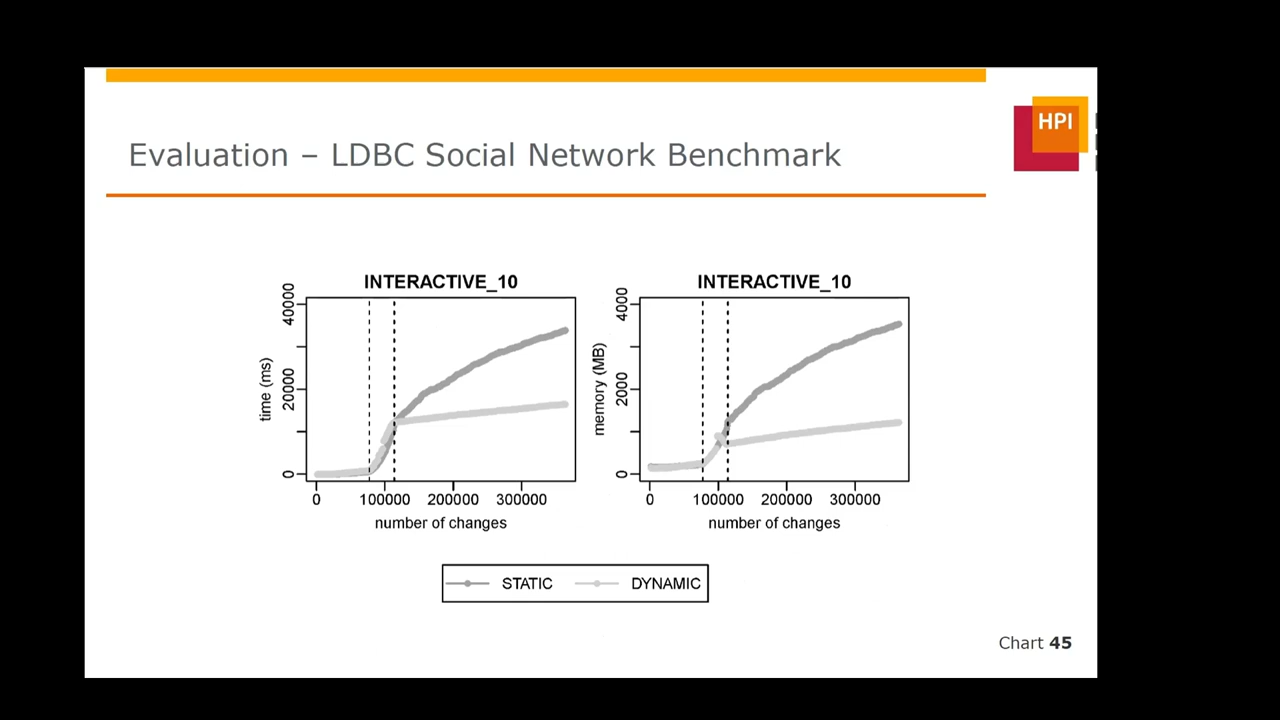 HPI
Evaluation – LDBC Social Network Benchmark
INTERACTIVE_10
time (ms)
0
20000
40000
0
100000
200000
300000
number of changes
INTERACTIVE_10
memory (MB)
0
2000
4000
0
100000
200000
300000
number of changes
STATIC
DYNAMIC
Chart 45